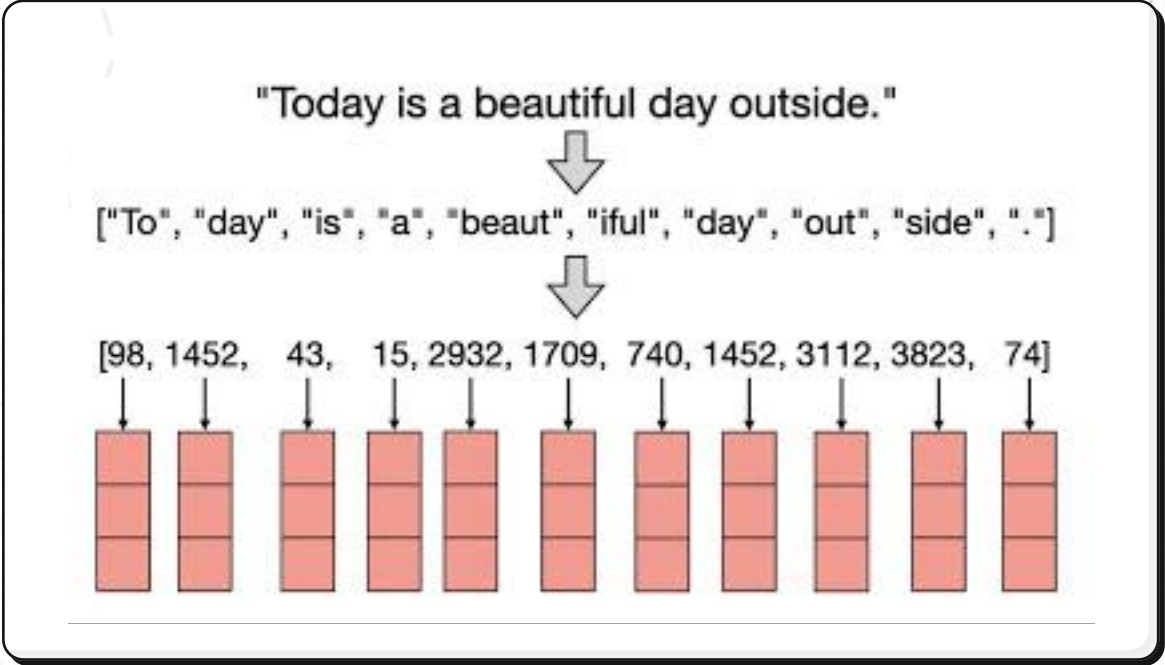 "Today is a beautiful day outside."
["To", "day", "is", "a", "beaut", "iful", "day", "out", "side", "."]
[98, 1452, 43, 15, 2932, 1709, 740, 1452, 3112, 3823, 74]